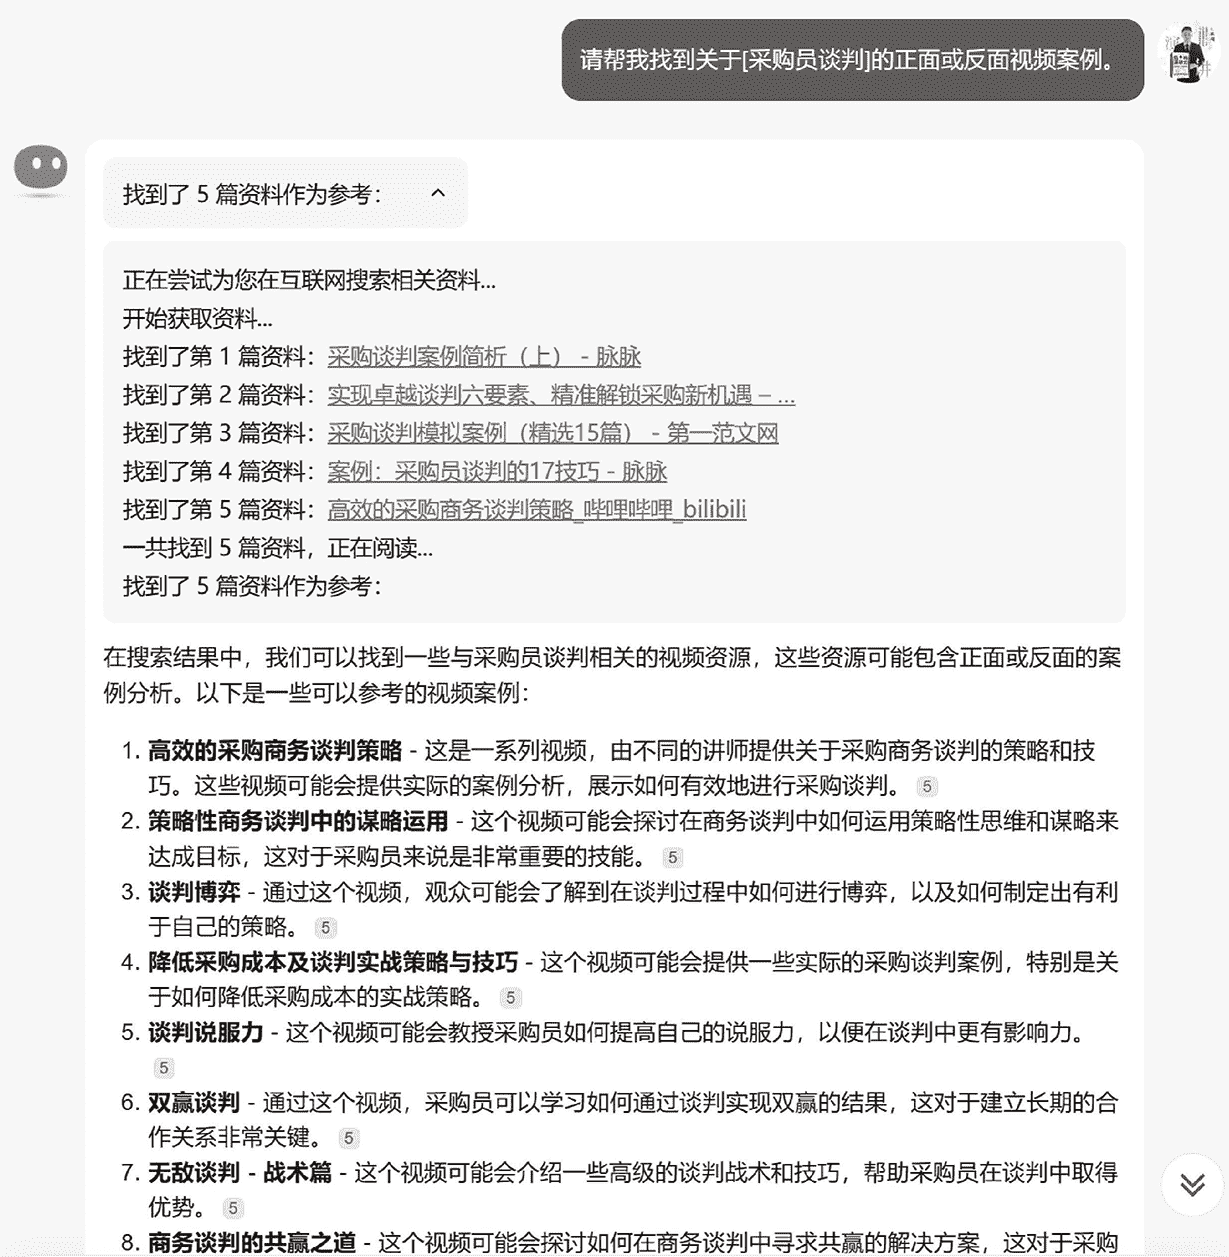 请帮我找到关于[采购员谈判]的正面或反面视频案例。
找到了 5 篇资料作为参考：
正在尝试为您在互联网搜索相关资料...
开始获取资料...
找到了第 1 篇资料：采购谈判案例简析（上） - 脉脉
找到了第 2 篇资料：实现卓越谈判六要素、精准解锁采购新机遇 – ...
找到了第 3 篇资料：采购谈判模拟案例（精选15篇） - 第一范文网
找到了第 4 篇资料：案例：采购员谈判的17技巧 - 脉脉
找到了第 5 篇资料：高效的采购商务谈判策略_哔哩哔哩_bilibili
一共找到 5 篇资料，正在阅读...
找到了 5 篇资料作为参考：
在搜索结果中，我们可以找到一些与采购员谈判相关的视频资源，这些资源可能包含正面或反面的案
例分析。以下是一些可以参考的视频案例：
1. 高效的采购商务谈判策略 - 这是一系列视频，由不同的讲师提供关于采购商务谈判的策略和技
巧。这些视频可能会提供实际的案例分析，展示如何有效地进行采购谈判。 5
2. 策略性商务谈判中的谋略运用 - 这个视频可能会探讨在商务谈判中如何运用策略性思维和谋略来
达成目标，这对于采购员来说是非常重要的技能。 5
3. 谈判博弈 - 通过这个视频，观众可能会了解到在谈判过程中如何进行博弈，以及如何制定出有利
于自己的策略。 5
4. 降低采购成本及谈判实战策略与技巧 - 这个视频可能会提供一些实际的采购谈判案例，特别是关
于如何降低采购成本的实战策略。 5
5. 谈判说服力 - 这个视频可能会教授采购员如何提高自己的说服力，以便在谈判中更有影响力。
5
6. 双赢谈判 - 通过这个视频，采购员可以学习如何通过谈判实现双赢的结果，这对于建立长期的合
作关系非常关键。 5
7. 无敌谈判 - 战术篇 - 这个视频可能会介绍一些高级的谈判战术和技巧，帮助采购员在谈判中取得
优势。 5
8. 商务谈判的共赢之道 - 这个视频可能会探讨如何在商务谈判中寻求共赢的解决方案，这对于采购